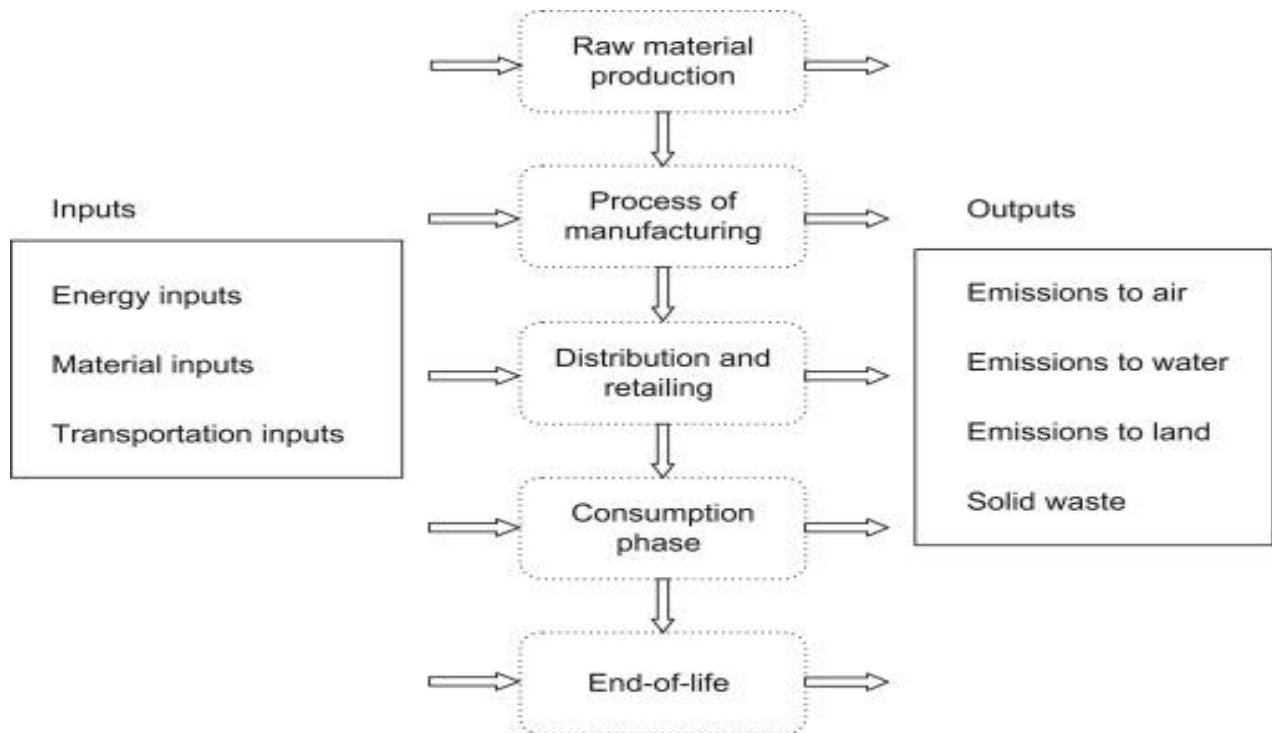 Raw material
production
Inputs
Process of
manufacturing
Outputs
Energy inputs
Material inputs
Transportation inputs
Distribution and
retailing
Emissions to air
Emissions to water
Emissions to land
Solid waste
Consumption
phase
End-of-life